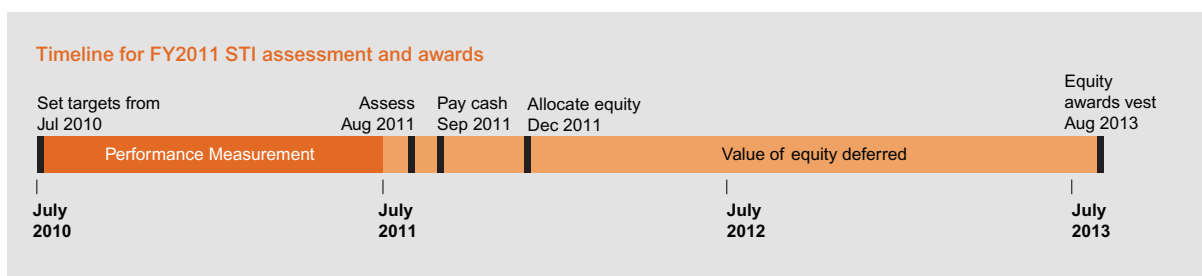 Timeline for FY2011 STI assessment and awards
Set targets from
Jul 2010
Assess
Aug 2011
Pay cash
Sep 2011
Allocate equity
Dec 2011
Equity
awards vest
Aug 2013
Performance Measurement
Value of equity deferred
July
2010
July
2011
July
2012
July
2013